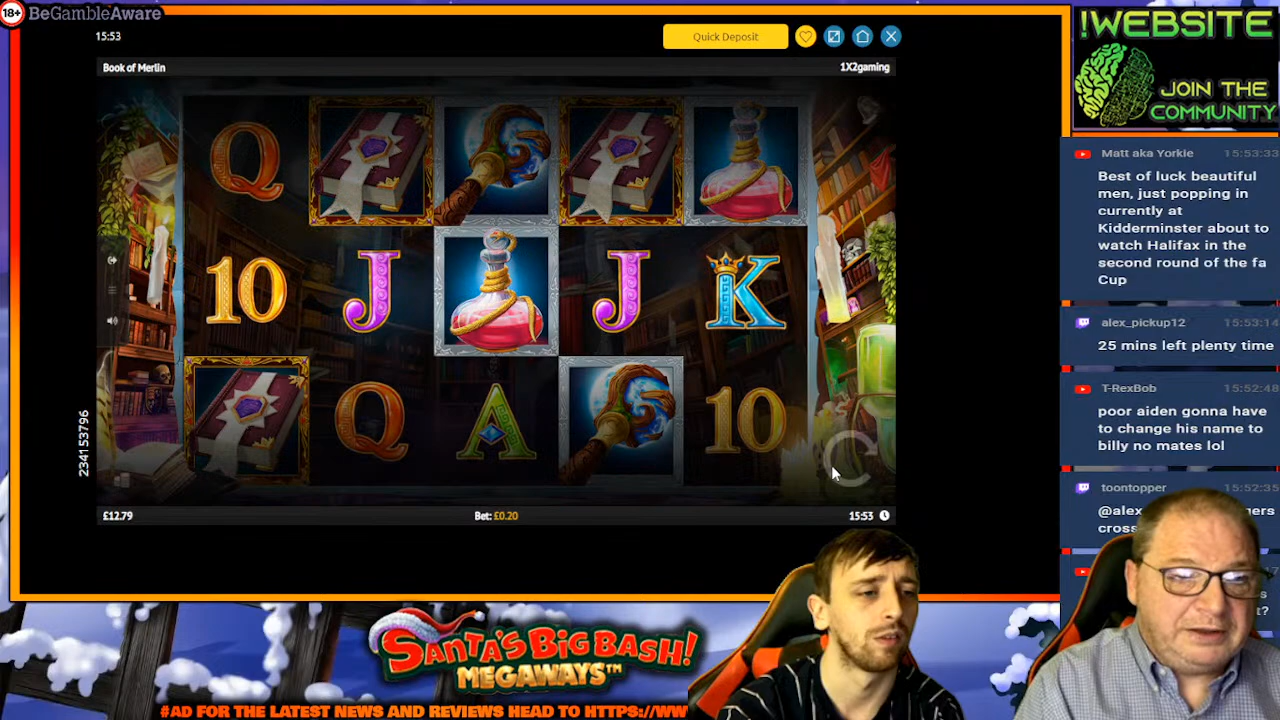 18+ BeGambleAware
15:53
Quick Deposit
Book of Merlin
1X2gaming
Q
10
J
J
K
Q
A
10
234153796
£12.79
Bet: £0.20
15:53
!WEBSITE
JOIN THE
COMMUNITY
Matt aka Yorkie 15:53:33
Best of luck beautiful
men, just popping in
currently at
Kidderminster about to
watch Halifax in the
second round of the fa
Cup
alex_pickup12 15:53:14
25 mins left plenty time
T-RexBob 15:52:48
poor aiden gonna have
to change his name to
billy no mates lol
toontopper 15:52:35
@alex
cros
SANTA'S BIG BASH!
MEGAWAYS™
#AD FOR THE LATEST NEWS AND REVIEWS HEAD TO HTTPS://WW